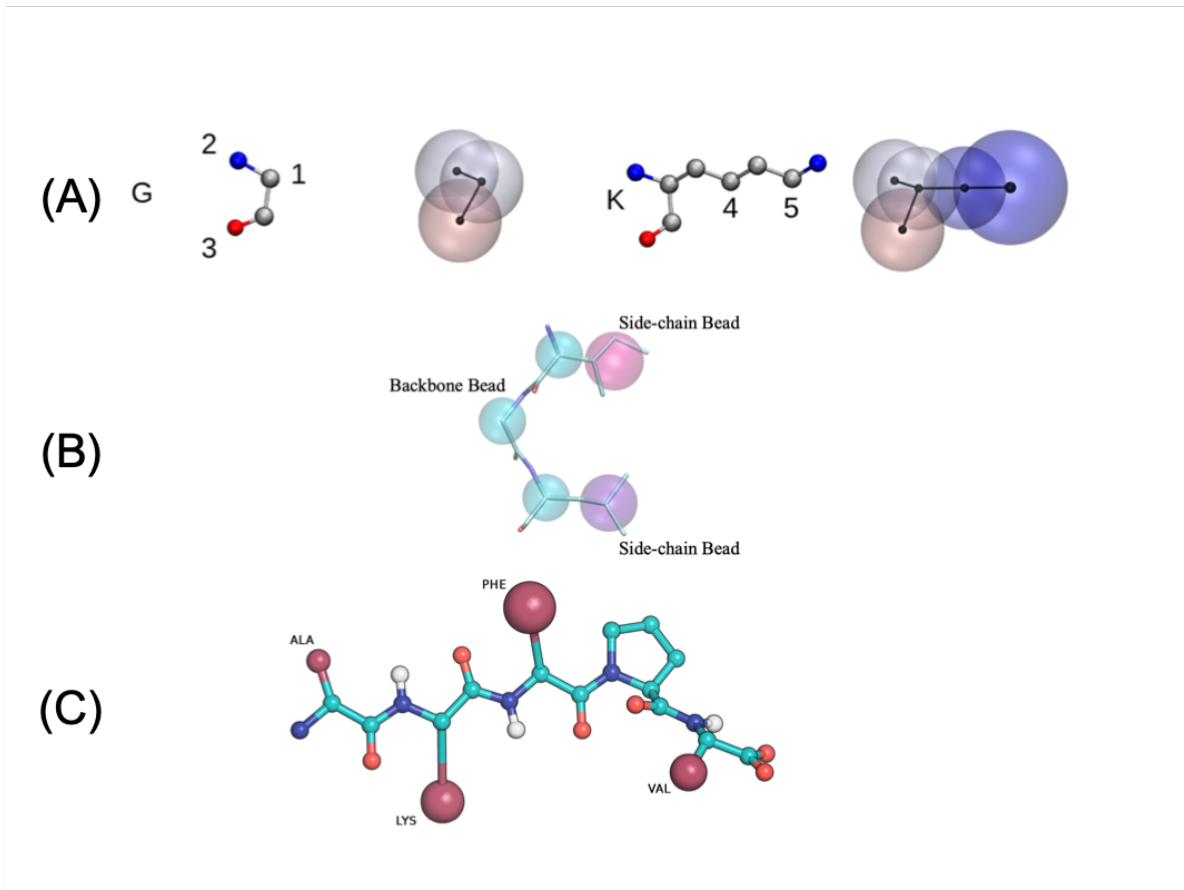 (A)
G
2
1
3
K
4
5
(B)
Side-chain Bead
Backbone Bead
Side-chain Bead
(C)
PHE
ALA
VAL
LYS